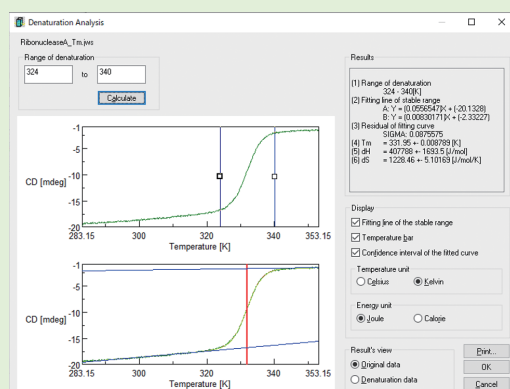 Denaturation Analysis
RibonucleaseA_Tm.jws
Range of denaturation
324 to 340
Calculate
-1
-5
-10
-15
-20
CD [mdeg]
283.15 300 320 340 353.15
Temperature [K]
-1
-5
-10
-15
-20
CD [mdeg]
283.15 300 320 340 353.15
Temperature [K]
Results
(1) Range of denaturation
324 - 340[K]
(2) Fitting line of stable range
A: Y = (0.0556547)X + (-20.1328)
B: Y = (0.00830171)X + (-2.33227)
(3) Residual of fitting curve
SIGMA: 0.0875575
(4) Tm = 331.95 +- 0.008789 [K]
(5) dH = 407788 +- 1693.5 [J/mol]
(6) dS = 1228.46 +- 5.10169 [J/mol/K]
Display
Fitting line of the stable range
Temperature bar
Confidence interval of the fitted curve
Temperature unit
Celsius Kelvin
Energy unit
Joule Calorie
Result's view
Original data
Denaturation data
Print...
OK
Cancel